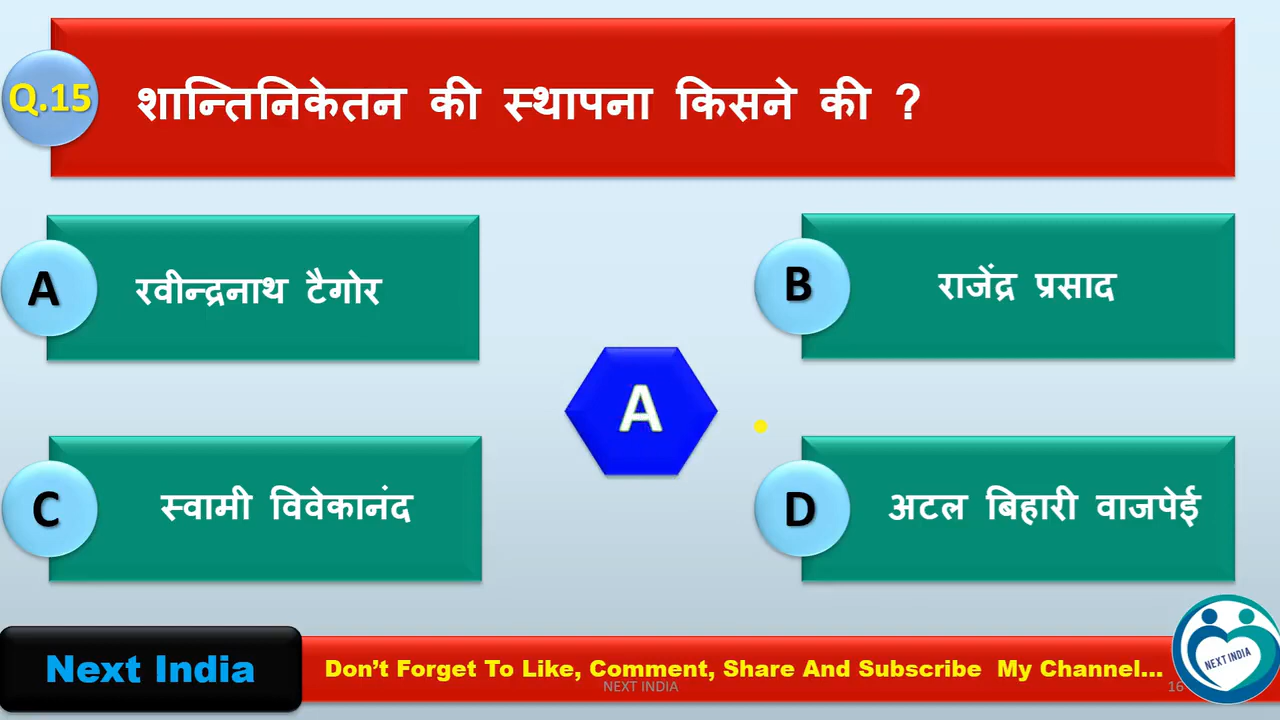 Q.15
शान्तिनिकेतन की स्थापना किसने की ?
A
रवीन्द्रनाथ टैगोर
B
राजेंद्र प्रसाद
A
C
स्वामी विवेकानंद
D
अटल बिहारी वाजपेई
Next India
Don’t Forget To Like, Comment, Share And Subscribe My Channel...
NEXT INDIA
16
NEXT INDIA